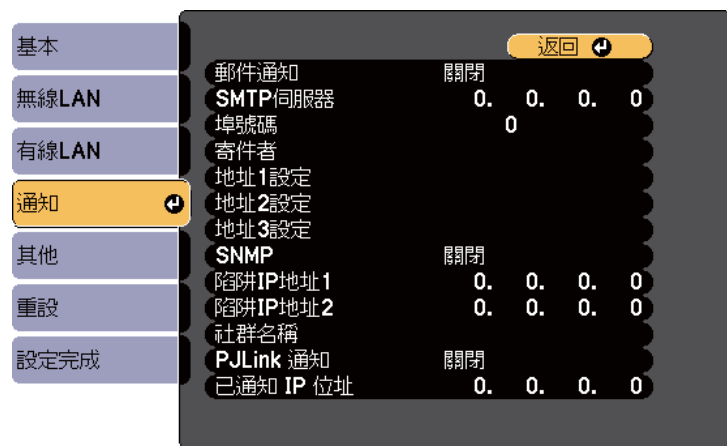 基本
無線LAN
有線LAN
通知
其他
重設
設定完成
返回
郵件通知 關閉
SMTP伺服器 0. 0. 0. 0
埠號碼 0
寄件者
地址1設定
地址2設定
地址3設定
SNMP 關閉
陷阱IP地址1 0. 0. 0. 0
陷阱IP地址2 0. 0. 0. 0
社群名稱
PJLink 通知 關閉
已通知 IP 位址 0. 0. 0. 0